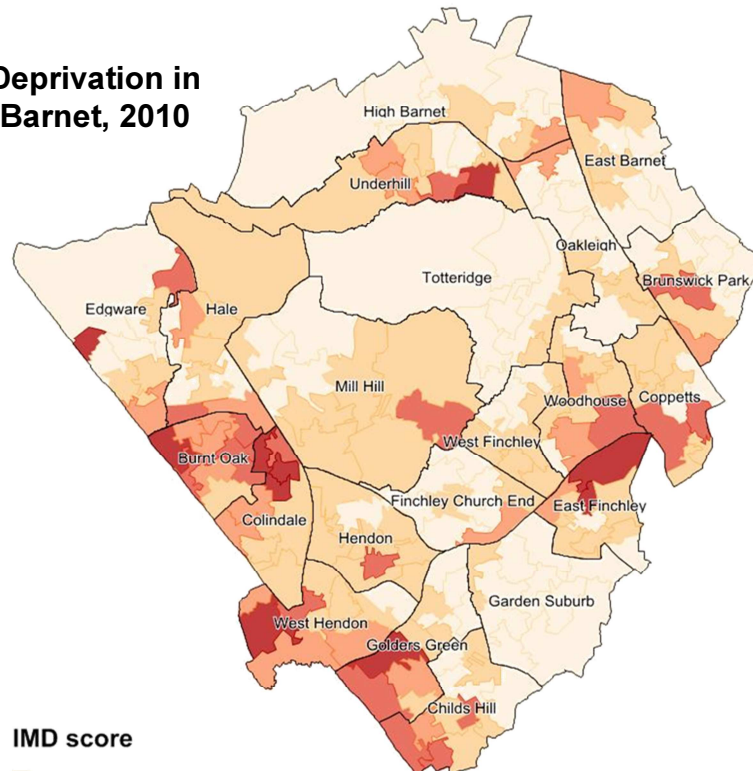 Deprivation in
Barnet, 2010
High Barnet
East Barnet
Underhill
Oakleigh
Totteridge
Brunswick Park
Edgware
Hale
Mill Hill
Woodhouse
Coppetts
West Finchley
Burnt Oak
Finchley Church End
East Finchley
Colindale
Hendon
Garden Suburb
West Hendon
Golders Green
Childs Hill
IMD score